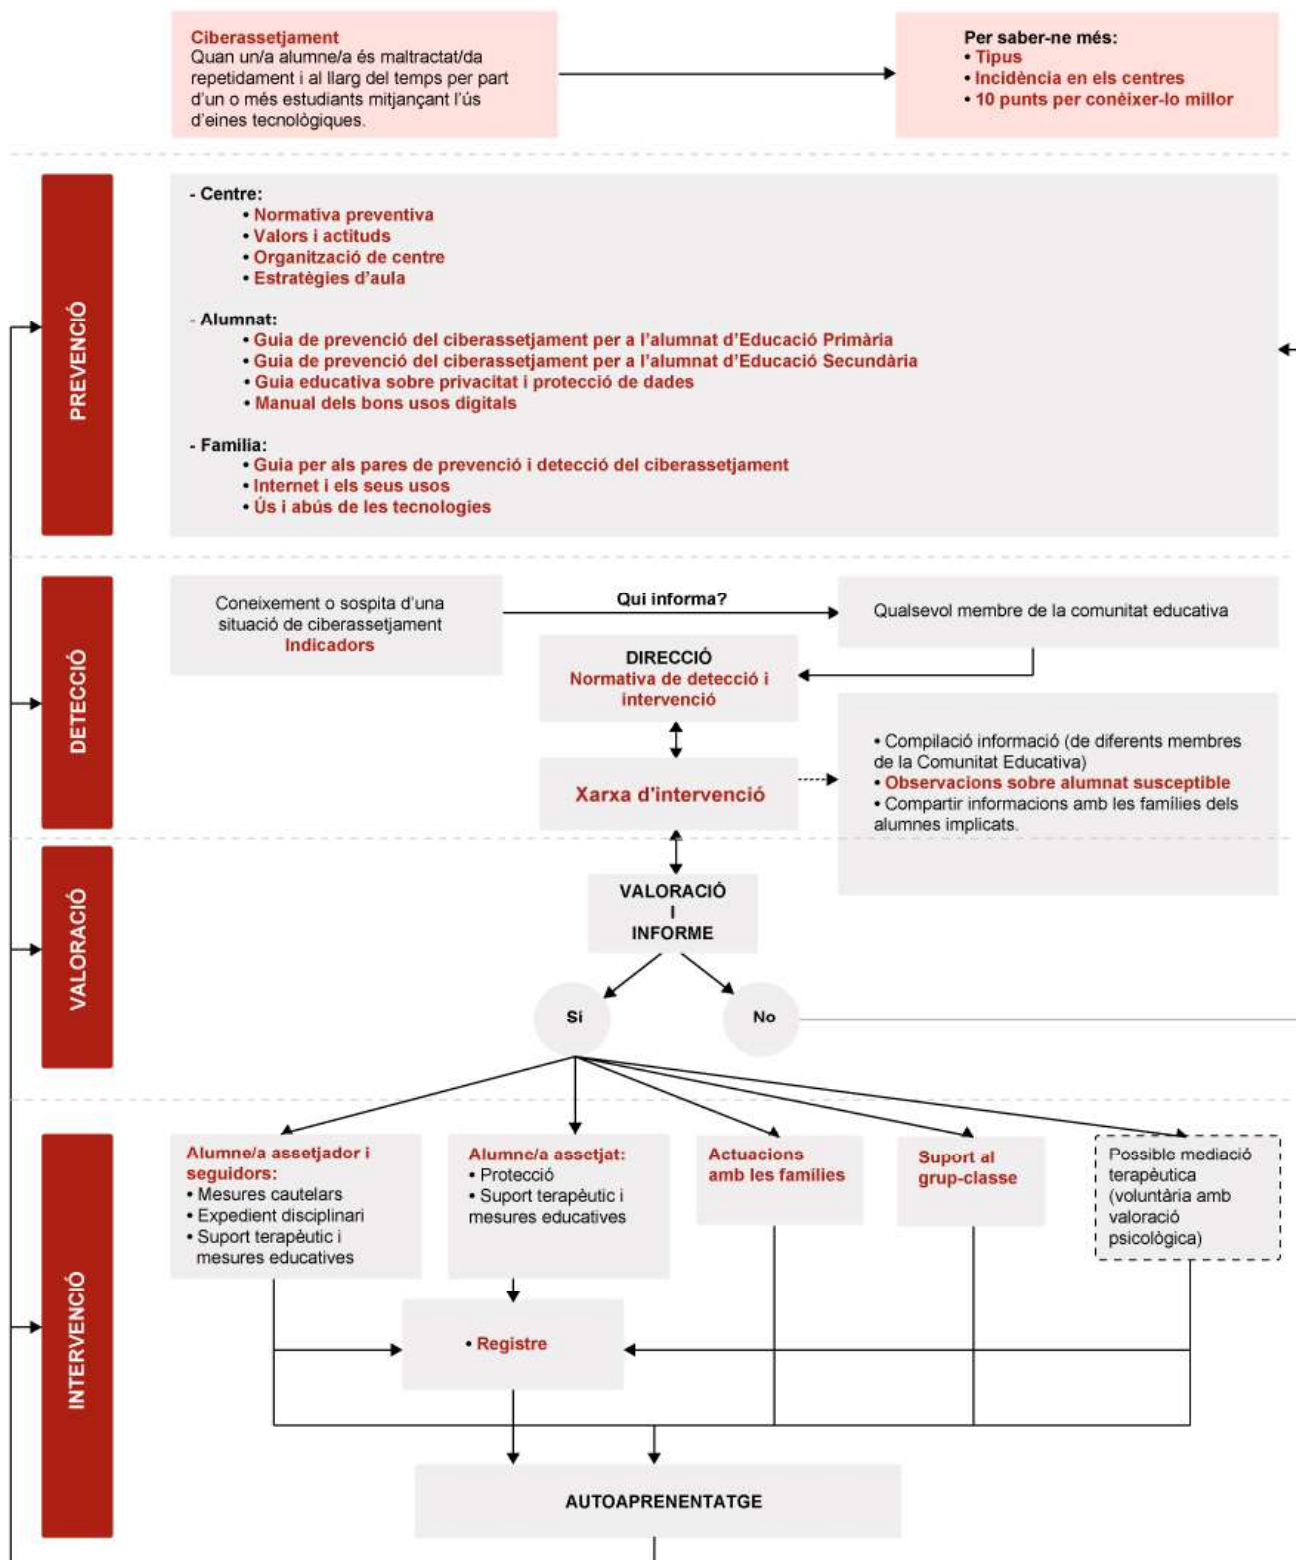 Ciberassetjament
Quan un/a alumne/a és maltractat/da
repetidament i al llarg del temps per part
d'un o més estudiants mitjançant l'ús
d'eines tecnològiques.
Per saber-ne més:
• Tipus
• Incidència en els centres
• 10 punts per conèixer-lo millor
PREVENCIÓ
- Centre:
• Normativa preventiva
• Valors i actituds
• Organització de centre
• Estratègies d'aula
- Alumnat:
• Guia de prevenció del ciberassetjament per a l'alumnat d'Educació Primària
• Guia de prevenció del ciberassetjament per a l'alumnat d'Educació Secundària
• Guia educativa sobre privacitat i protecció de dades
• Manual dels bons usos digitals
- Família:
• Guia per als pares de prevenció i detecció del ciberassetjament
• Internet i els seus usos
• Ús i abús de les tecnologies
DETECCIÓ
Coneixement o sospita d'una
situació de ciberassetjament
Indicadors
Qui informa?
Qualsevol membre de la comunitat educativa
DIRECCIÓ
Normativa de detecció i
intervenció
Xarxa d'intervenció
• Compilació informació (de diferents membres
de la Comunitat Educativa)
• Observacions sobre alumnat susceptible
• Compartir informacions amb les famílies dels
alumnes implicats.
VALORACIÓ
VALORACIÓ
I
INFORME
Sí
No
INTERVENCIÓ
Alumne/a assetjador i
seguidors:
• Mesures cautelars
• Expedient disciplinari
• Suport terapèutic i
mesures educatives
Alumne/a assetjat:
• Protecció
• Suport terapèutic i
mesures educatives
Actuacions
amb les famílies
Suport al
grup-classe
Possible mediació
terapèutica
(voluntària amb
valoració
psicològica)
• Registre
AUTOAPRENENTATGE